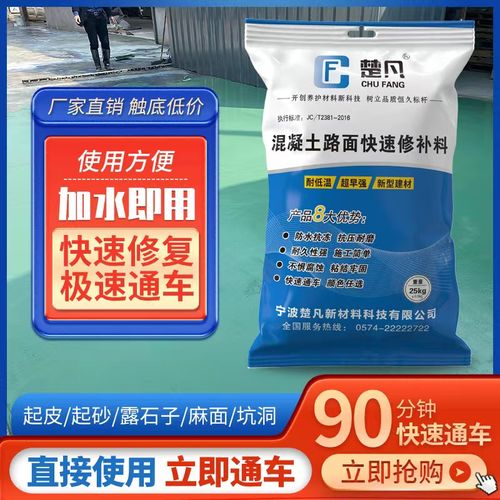 厂家直销 触底低价
使用方便
加水即用
快速修复
极速通车
CF 楚凡®
CHU FANG
开创养护材料新科技 树立品质恒久标杆
执行标准：JC/T2381-2016
混凝土路面快速修补料
耐低温 超早强 新型建材
产品8大优势：
防水抗冻 抗压耐磨
耐久性强 施工简单
不惧腐蚀 粘结牢固
快速通车 颜色任选
重量
25kg
宁波楚凡新材料科技有限公司
全国服务热线：0574-22222722
起皮/起砂/露石子/麻面/坑洞
90分钟
快速通车
直接使用 立即通车
立即抢购